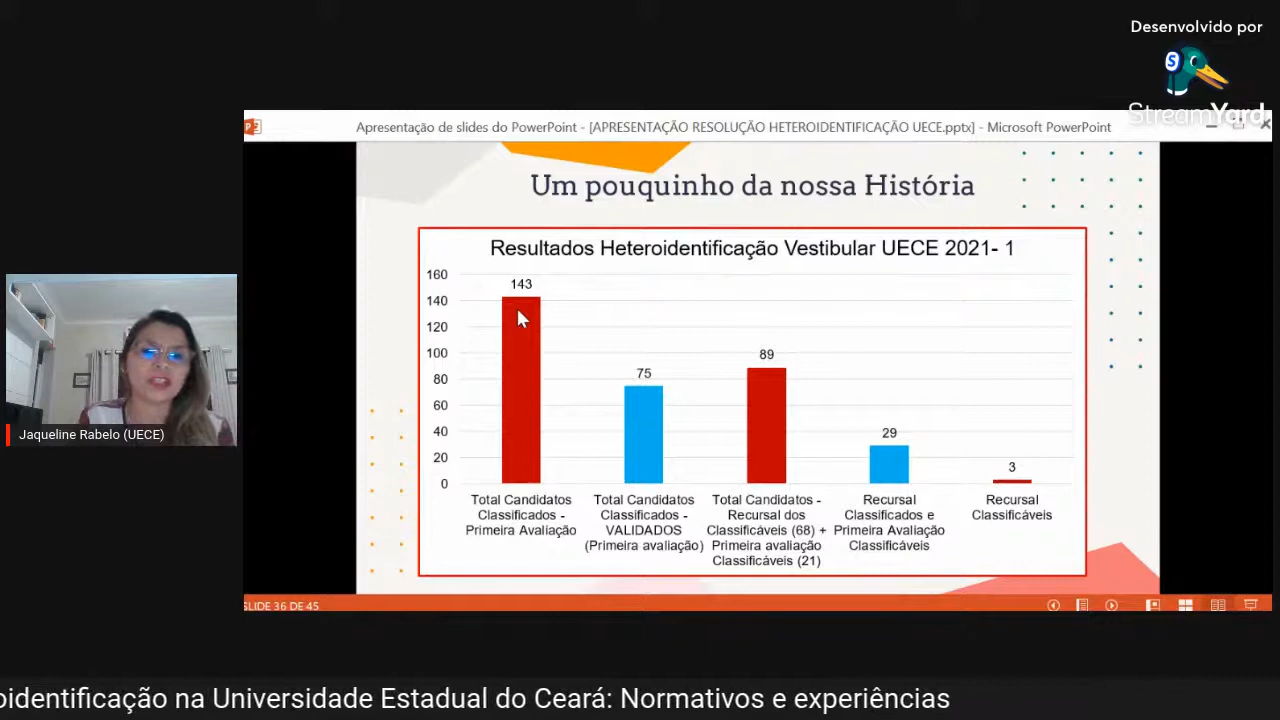 Desenvolvido por
S
StreamYard
Apresentação de slides do PowerPoint - [APRESENTAÇÃO RESOLUÇÃO HETEROIDENTIFICAÇÃO UECE.pptx] - Microsoft PowerPoint
Um pouquinho da nossa História
Resultados Heteroidentificação Vestibular UECE 2021- 1
160
140
120
100
80
60
40
20
0
143
75
89
29
3
Total Candidatos
Classificados -
Primeira Avaliação
Total Candidatos
Classificados -
VALIDADOS
(Primeira avaliação)
Total Candidatos -
Recursal dos
Classificáveis (68) +
Primeira avaliação
Classificáveis (21)
Recursal
Classificados e
Primeira Avaliação
Classificáveis
Recursal
Classificáveis
Jaqueline Rabelo (UECE)
SLIDE 36 DE 45
oidentificação na Universidade Estadual do Ceará: Normativos e experiências